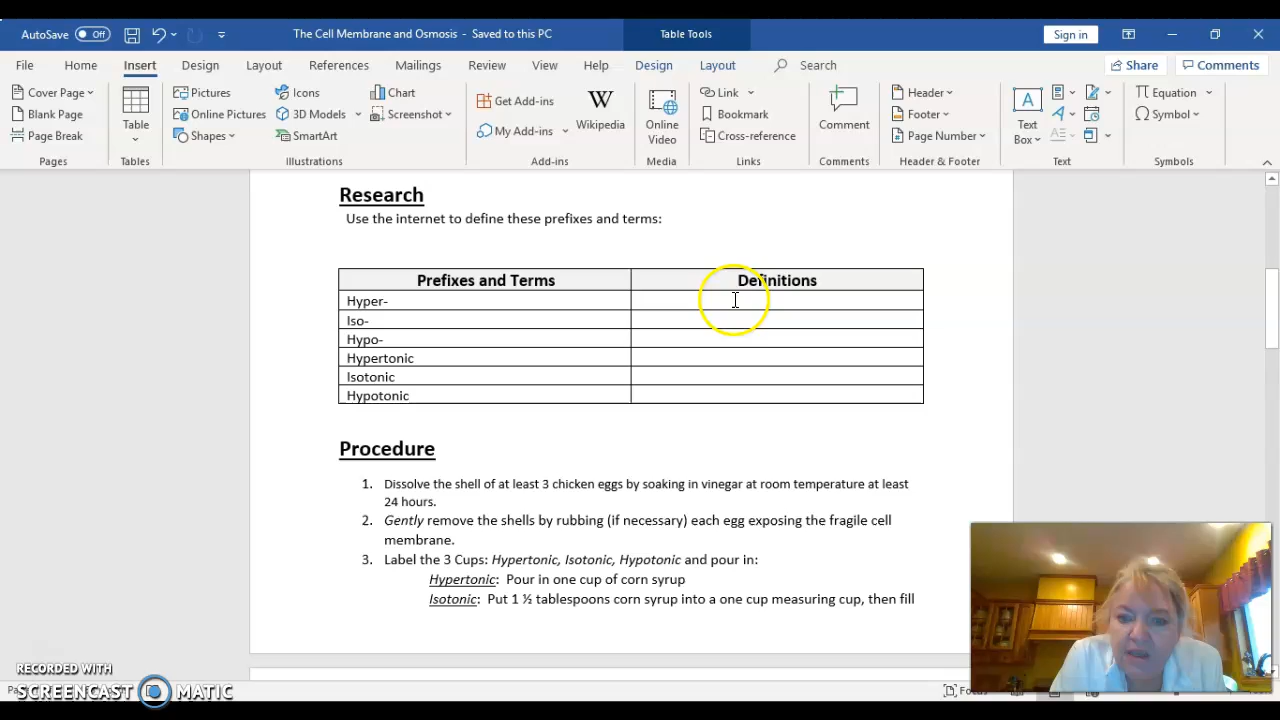 AutoSave Off The Cell Membrane and Osmosis - Saved to this PC Table Tools Sign in
File Home Insert Design Layout References Mailings Review View Help Design Layout Search Share Comments
Cover Page
Blank Page
Page Break
Pages
Table
Tables
Pictures
Online Pictures
Shapes
Icons
3D Models
SmartArt
Chart
Screenshot
Illustrations
Get Add-ins
My Add-ins
Wikipedia
Add-ins
Online Video
Media
Link
Bookmark
Cross-reference
Links
Comment
Comments
Header
Footer
Page Number
Header & Footer
Text Box
Text
Equation
Symbol
Symbols
Research
Use the internet to define these prefixes and terms:
Prefixes and Terms Definitions
Hyper-
Iso-
Hypo-
Hypertonic
Isotonic
Hypotonic
Procedure
1. Dissolve the shell of at least 3 chicken eggs by soaking in vinegar at room temperature at least
24 hours.
2. Gently remove the shells by rubbing (if necessary) each egg exposing the fragile cell
membrane.
3. Label the 3 Cups: Hypertonic, Isotonic, Hypotonic and pour in:
Hypertonic: Pour in one cup of corn syrup
Isotonic: Put 1 ½ tablespoons corn syrup into a one cup measuring cup, then fill
RECORDED WITH
SCREENCAST MATIC